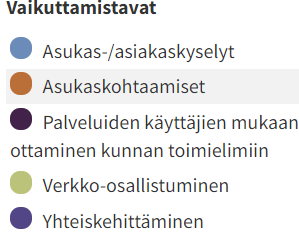 Vaikuttamistavat
Asukas-/asiakaskyselyt
Asukaskohtaamiset
Palveluiden käyttäjien mukaan
ottaminen kunnan toimielimiin
Verkko-osallistuminen
Yhteiskehittäminen